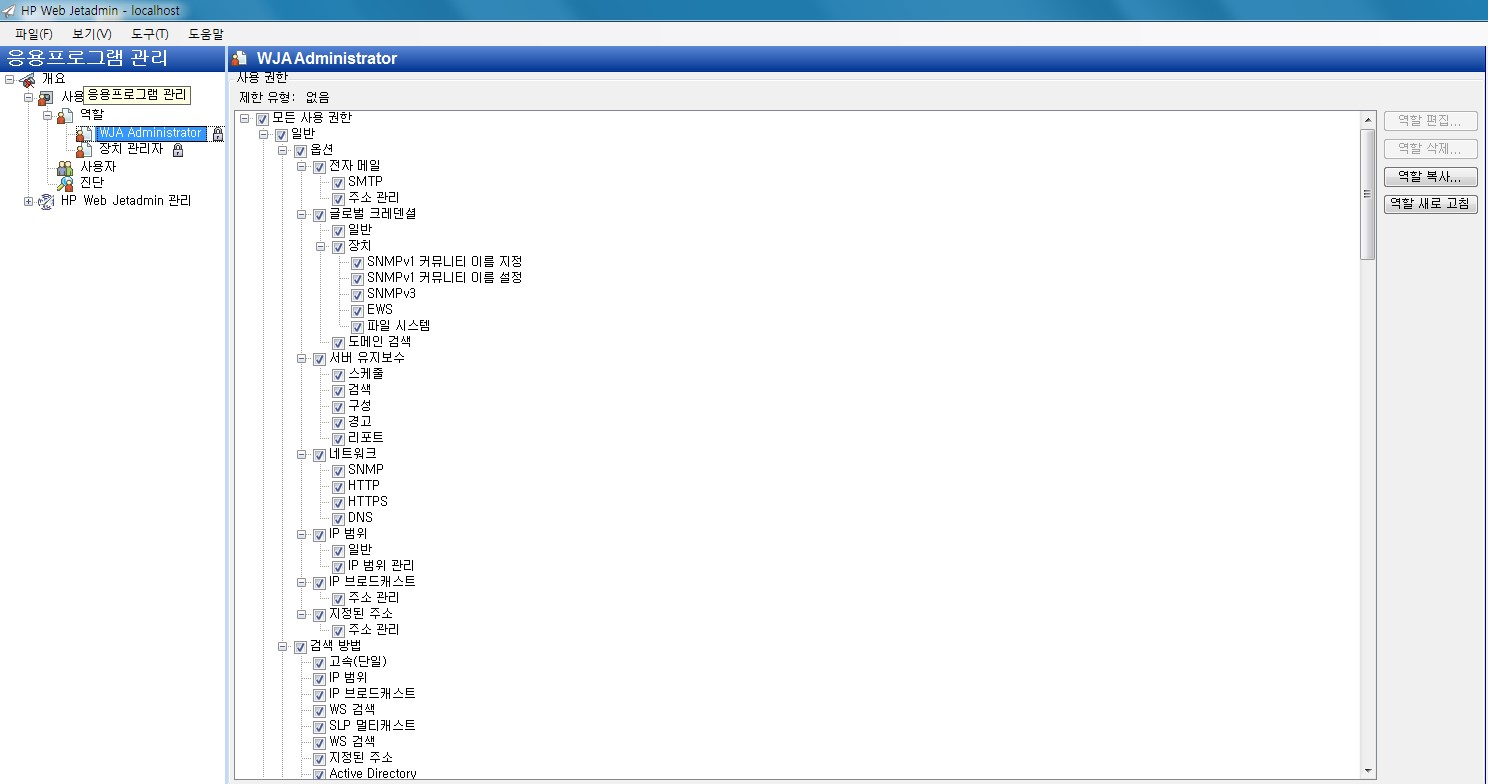 HP Web Jetadmin - localhost
파일(F) 보기(V) 도구(T) 도움말
응용프로그램 관리
개요
사용
응용프로그램 관리
역할
WJA Administrator
장치 관리자
사용자
진단
HP Web Jetadmin 관리
WJA Administrator
사용 권한
제한 유형: 없음
모든 사용 권한
일반
옵션
전자 메일
SMTP
주소 관리
글로벌 크레덴셜
일반
장치
SNMPv1 커뮤니티 이름 지정
SNMPv1 커뮤니티 이름 설정
SNMPv3
EWS
파일 시스템
도메인 검색
서버 유지보수
스케줄
검색
구성
경고
리포트
네트워크
SNMP
HTTP
HTTPS
DNS
IP 범위
일반
IP 범위 관리
IP 브로드캐스트
주소 관리
지정된 주소
주소 관리
검색 방법
고속(단일)
IP 범위
IP 브로드캐스트
WS 검색
SLP 멀티캐스트
WS 검색
지정된 주소
Active Directory
역할 편집...
역할 삭제...
역할 복사...
역할 새로 고침